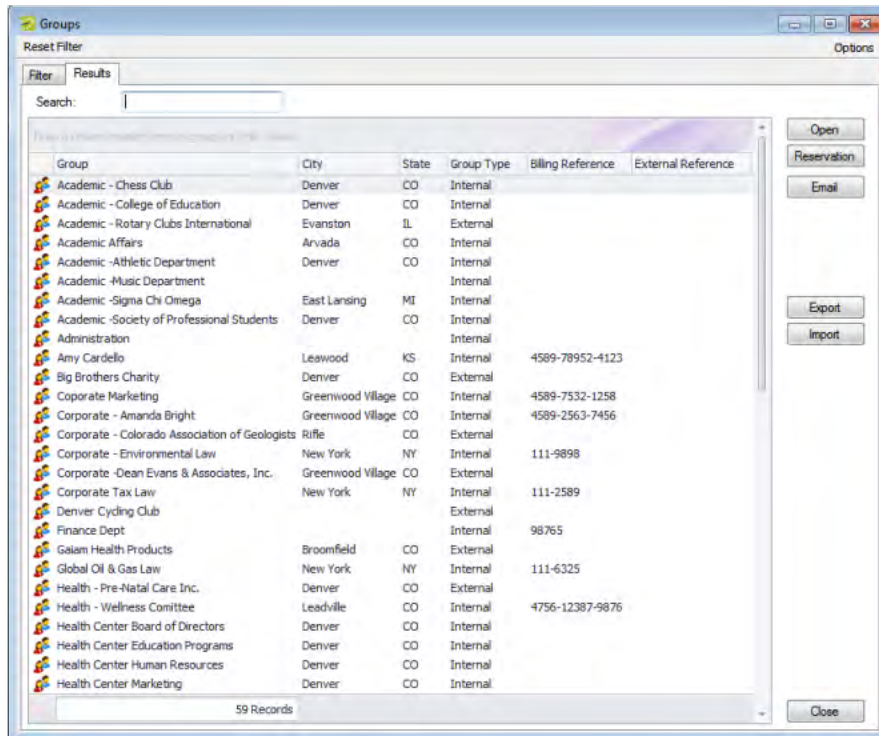 Groups
Reset Filter Options
Filter Results
Search:
Open
Reservation
Email
Export
Import
Group City State Group Type Billing Reference External Reference
Academic - Chess Club Denver CO Internal
Academic - College of Education Denver CO Internal
Academic - Rotary Clubs International Evanston IL External
Academic Affairs Arvada CO Internal
Academic -Athletic Department Denver CO Internal
Academic -Music Department Internal
Academic -Sigma Chi Omega East Lansing MI Internal
Academic -Society of Professional Students Denver CO Internal
Administration Internal
Amy Cardello Leawood KS Internal 4589-78952-4123
Big Brothers Charity Denver CO External
Coporate Marketing Greenwood Village CO Internal 4589-7532-1258
Corporate - Amanda Bright Greenwood Village CO Internal 4589-2563-7456
Corporate - Colorado Association of Geologists Rifle CO External
Corporate - Environmental Law New York NY Internal 111-9898
Corporate -Dean Evans & Associates, Inc. Greenwood Village CO External
Corporate Tax Law New York NY Internal 111-2589
Denver Cycling Club External
Finance Dept Internal 98765
Gaiam Health Products Broomfield CO External
Global Oil & Gas Law New York NY Internal 111-6325
Health - Pre-Natal Care Inc. Denver CO External
Health - Wellness Comittee Leadville CO Internal 4756-12387-9876
Health Center Board of Directors Denver CO Internal
Health Center Education Programs Denver CO Internal
Health Center Human Resources Denver CO Internal
Health Center Marketing Denver CO Internal
59 Records
Close